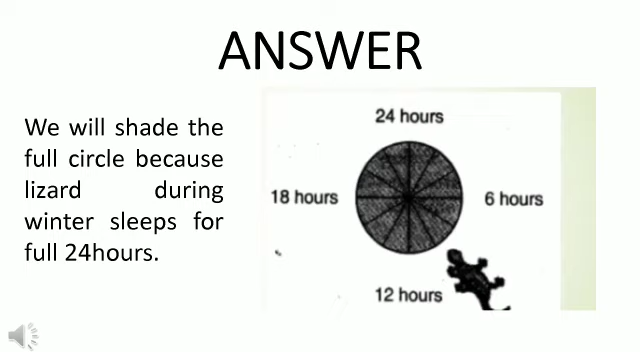 ANSWER
We will shade the
full circle because
lizard during
winter sleeps for
full 24hours.
24 hours
18 hours
6 hours
12 hours